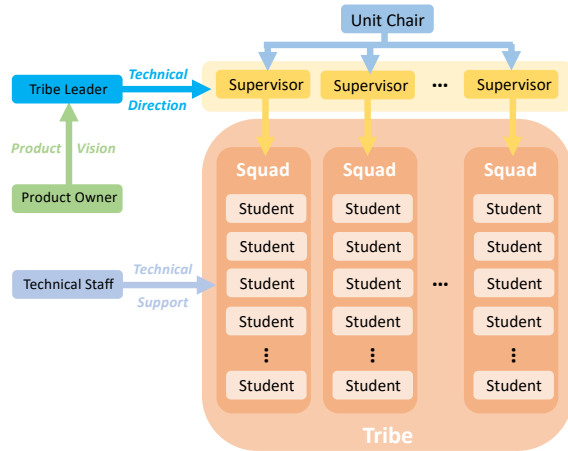 Unit Chair
Tribe Leader
Technical
Direction
Supervisor
Supervisor
...
Supervisor
Product Vision
Product Owner
Squad
Squad
Squad
Student
Student
Student
Student
Student
Student
Technical Staff
Technical
Support
Student
Student
...
Student
Student
Student
Student
...
...
...
Student
Student
Student
Tribe